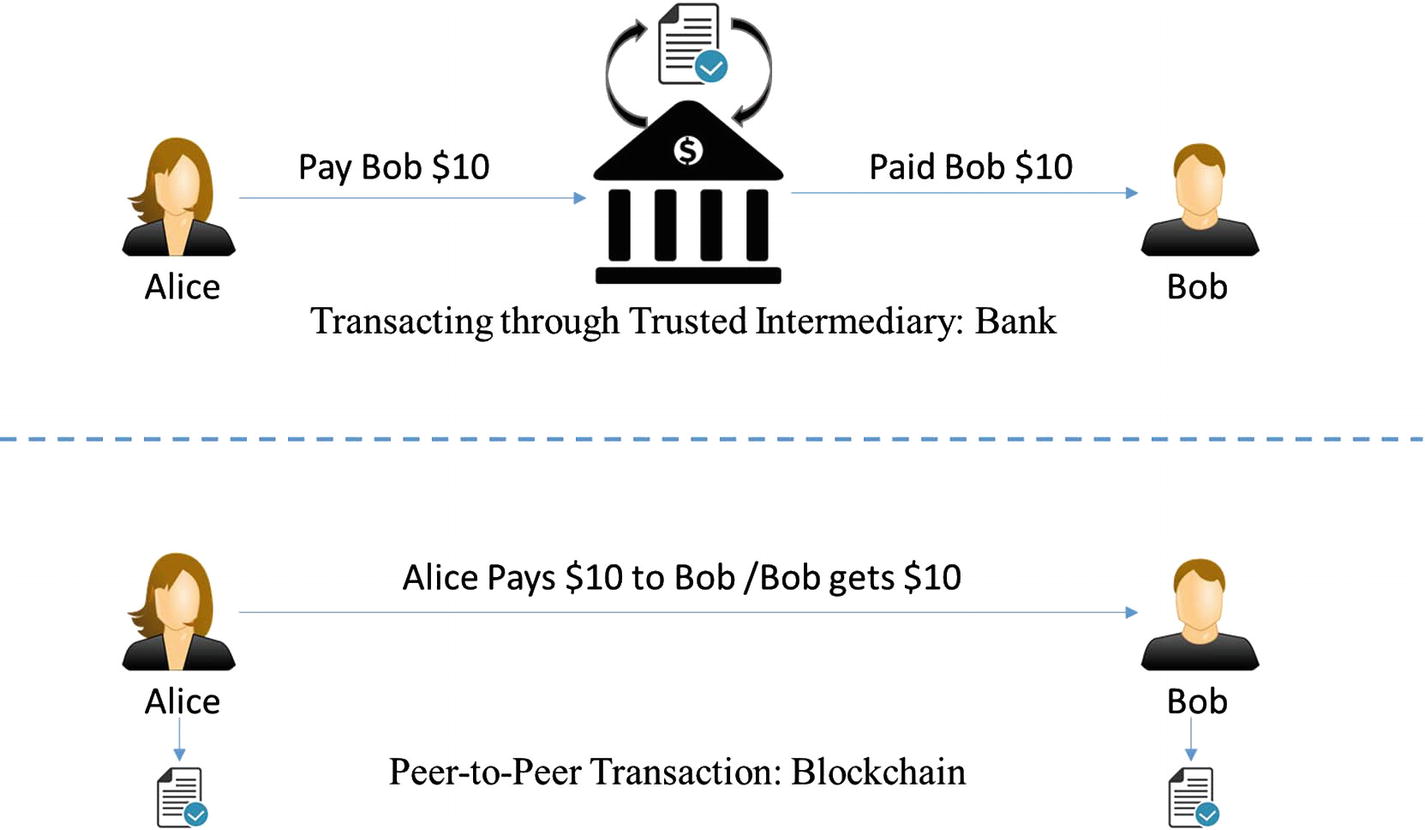 $
Pay Bob $10
Paid Bob $10
Alice
Bob
Transacting through Trusted Intermediary: Bank
Alice Pays $10 to Bob /Bob gets $10
Alice
Bob
Peer-to-Peer Transaction: Blockchain